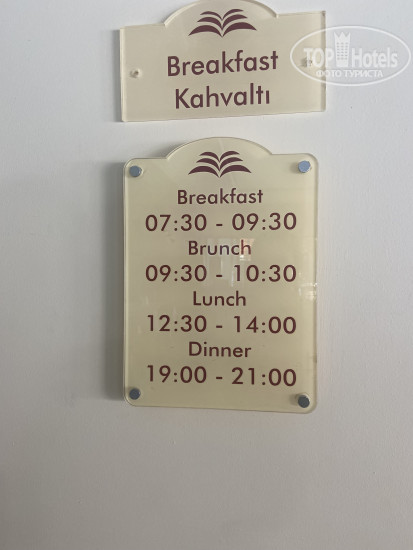 TOP Hotels
ФОТО ТУРИСТА
Breakfast
Kahvaltı
Breakfast
07:30 - 09:30
Brunch
09:30 - 10:30
Lunch
12:30 - 14:00
Dinner
19:00 - 21:00